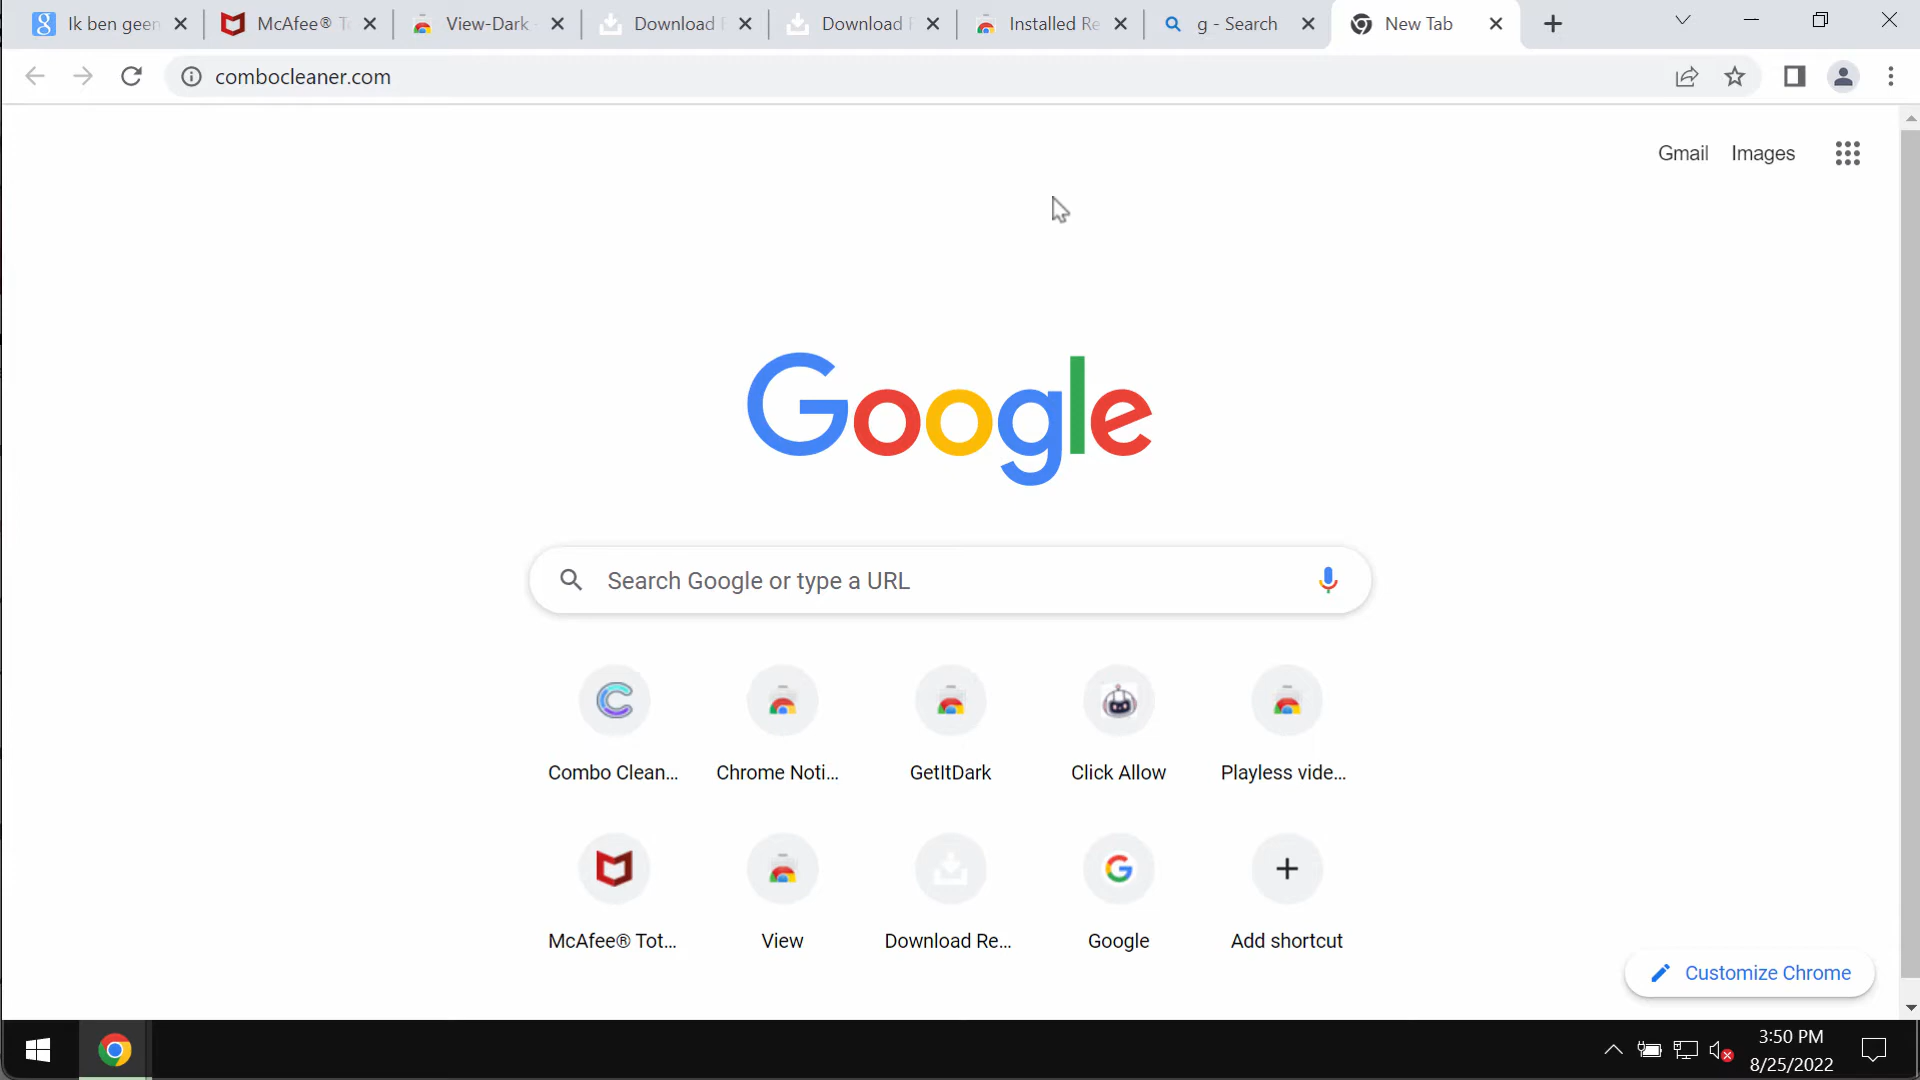 Ik ben geen
McAfee® To
View-Dark -
Download
Download
Installed Re
g - Search
New Tab
combocleaner.com
Gmail
Images
Google
Search Google or type a URL
Combo Clean...
Chrome Noti...
GetItDark
Click Allow
Playless vide...
McAfee® Tot...
View
Download Re...
Google
Add shortcut
Customize Chrome
3:50 PM
8/25/2022